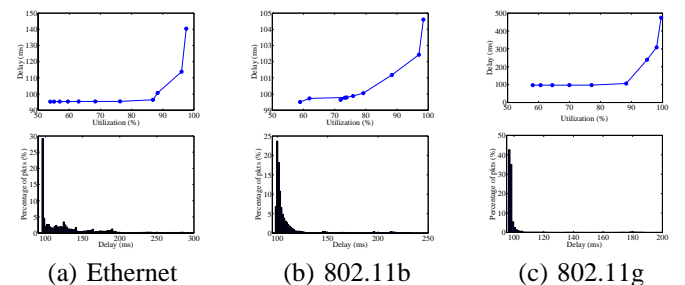 150
140
130
120
110
100
90
50 60 70 80 90 100
Utilization (%)
Delay (ms)
105
104
103
102
101
100
99
50 60 70 80 90 100
Utilization (%)
Delay (ms)
500
400
300
200
100
0
50 60 70 80 90 100
Utilization (%)
Delay (ms)
30
25
20
15
10
5
0
100 150 200 250 300
Delay (ms)
Percentage of pkts (%)
25
20
15
10
5
0
100 150 200 250
Delay (ms)
Percentage of pkts (%)
50
40
30
20
10
0
100 120 140 160 180 200
Delay (ms)
Percentage of pkts (%)
(a) Ethernet
(b) 802.11b
(c) 802.11g